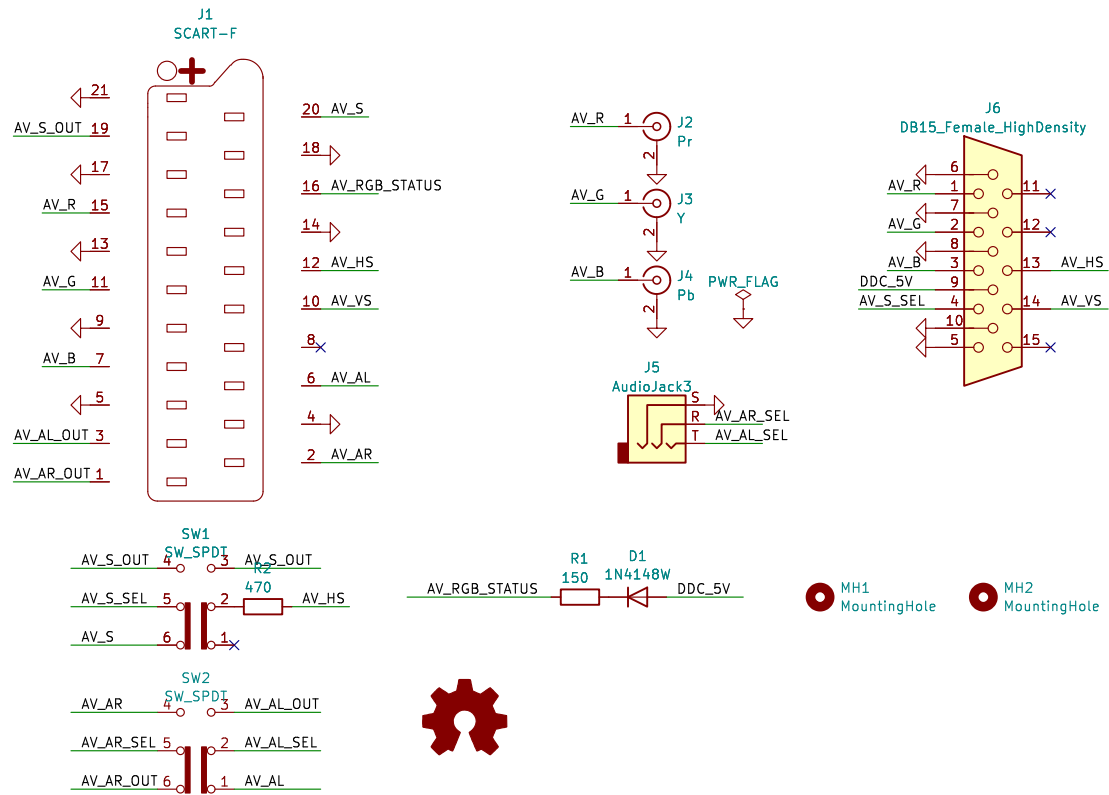 J1
SCART-F
21
AV_S_OUT 19
17
AV_R 15
13
AV_G 11
9
AV_B 7
5
AV_AL_OUT 3
AV_AR_OUT 1
20 AV_S
18
16 AV_RGB_STATUS
14
12 AV_HS
10 AV_VS
8
6 AV_AL
4
2 AV_AR
AV_R 1
J2
Pr
2
AV_G 1
J3
Y
2
AV_B 1
J4
Pb
2
PWR_FLAG
J5
AudioJack3
S
R AV_AR_SEL
T AV_AL_SEL
J6
DB15_Female_HighDensity
6
AV_R 1
7
AV_G 2
8
AV_B 3
DDC_5V 9
AV_S_SEL 4
10
5
11
12
13 AV_HS
14 AV_VS
15
SW1
SW_SPDT
AV_S_OUT 4
3 AV_S_OUT
AV_S_SEL 5
2
R2
470
AV_HS
AV_S 6
1
SW2
SW_SPDT
AV_AR 4
3 AV_AL_OUT
AV_AR_SEL 5
2 AV_AL_SEL
AV_AR_OUT 6
1 AV_AL
AV_RGB_STATUS
R1
150
D1
1N4148W
DDC_5V
MH1
MountingHole
MH2
MountingHole